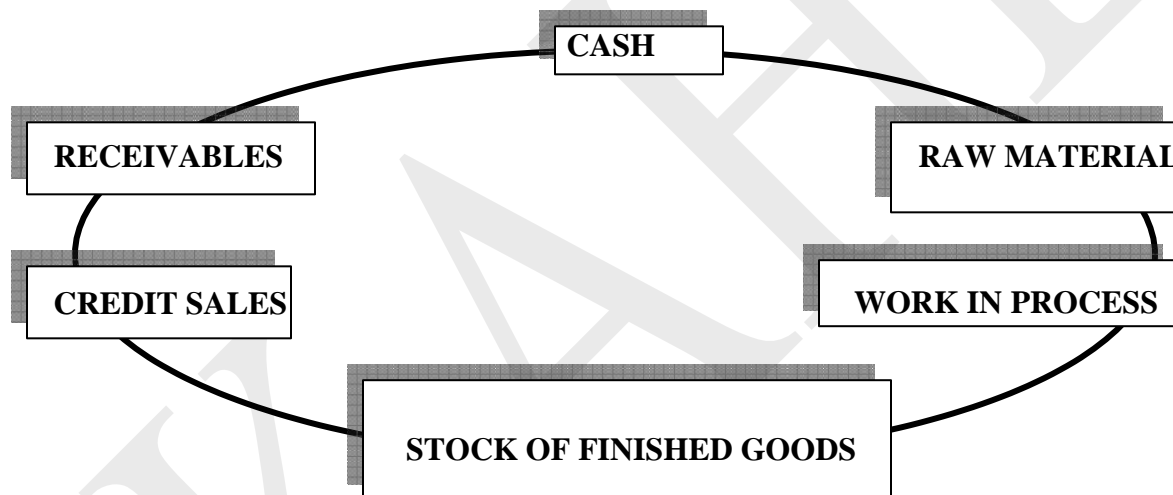 CASH
RECEIVABLES
RAW MATERIAL
CREDIT SALES
WORK IN PROCESS
STOCK OF FINISHED GOODS